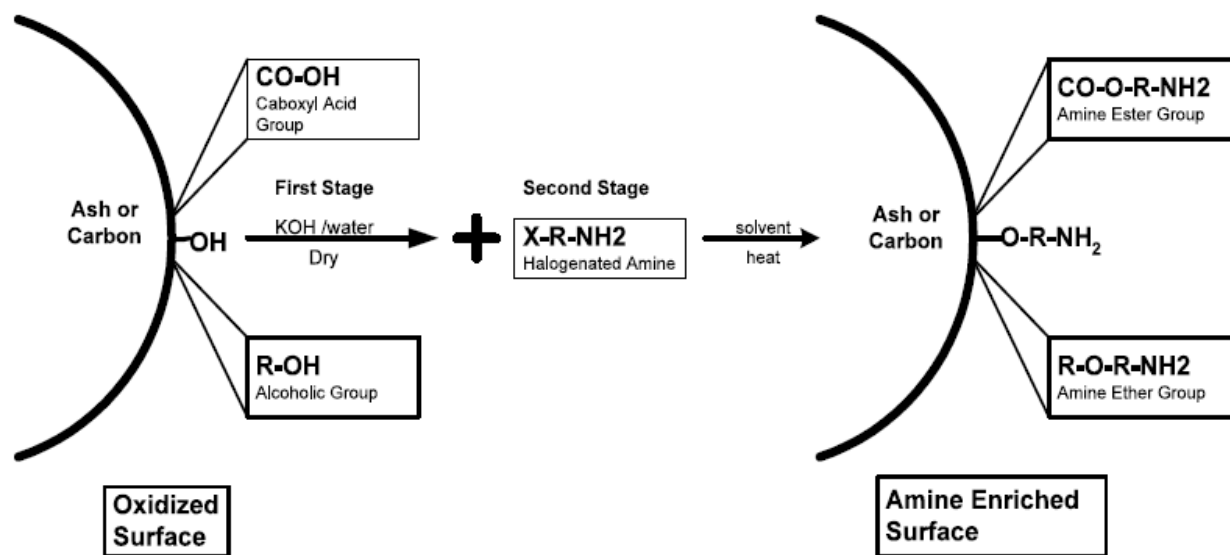 CO-OH
Caboxyl Acid
Group
Ash or
Carbon
OH
R-OH
Alcoholic Group
Oxidized
Surface
First Stage
KOH /water
Dry
+
Second Stage
X-R-NH2
Halogenated Amine
solvent
heat
CO-O-R-NH2
Amine Ester Group
Ash or
Carbon
O-R-NH₂
R-O-R-NH2
Amine Ether Group
Amine Enriched
Surface